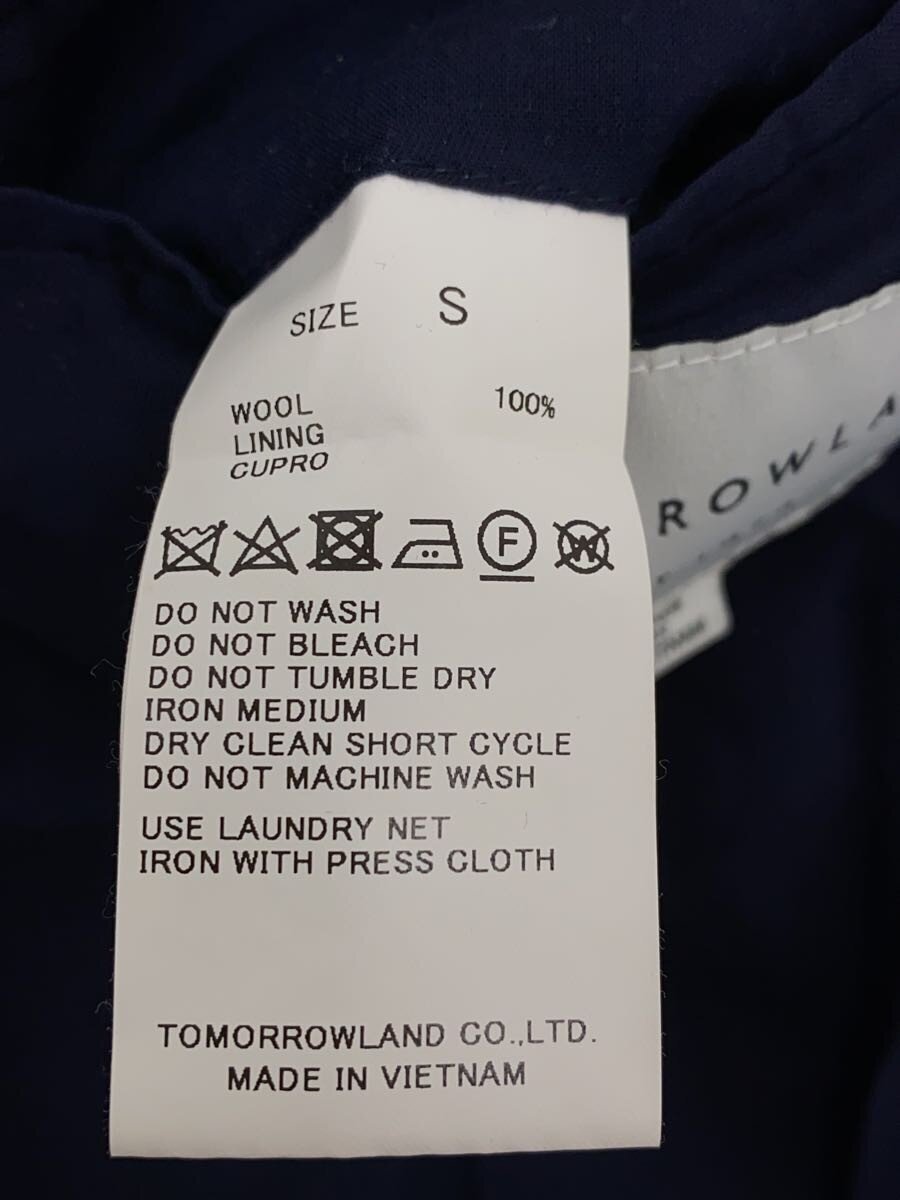 SIZE S
WOOL 100%
LINING
CUPRO
F
W
DO NOT WASH
DO NOT BLEACH
DO NOT TUMBLE DRY
IRON MEDIUM
DRY CLEAN SHORT CYCLE
DO NOT MACHINE WASH
USE LAUNDRY NET
IRON WITH PRESS CLOTH
TOMORROWLAND CO.,LTD.
MADE IN VIETNAM
ROWLA